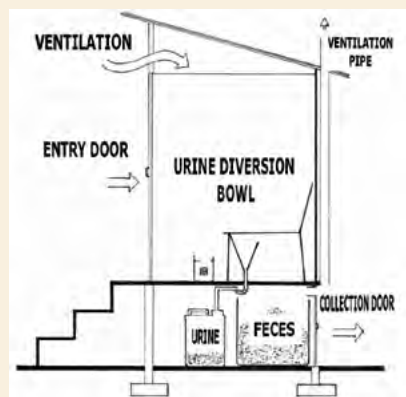 VENTILATION
VENTILATION
PIPE
ENTRY DOOR
URINE DIVERSION
BOWL
COLLECTION DOOR
URINE
FECES